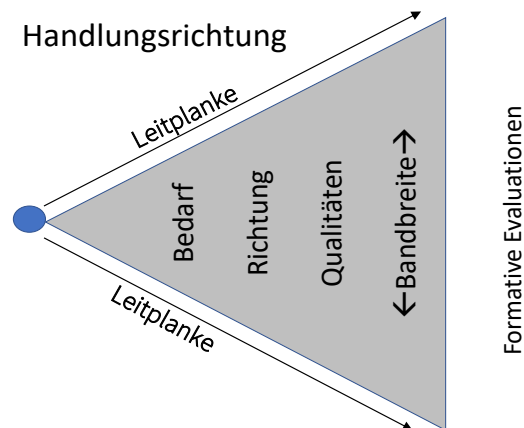 Handlungsrichtung
Leitplanke
Bedarf
Richtung
Qualitäten
←Bandbreite→
Formative Evaluationen
Leitplanke